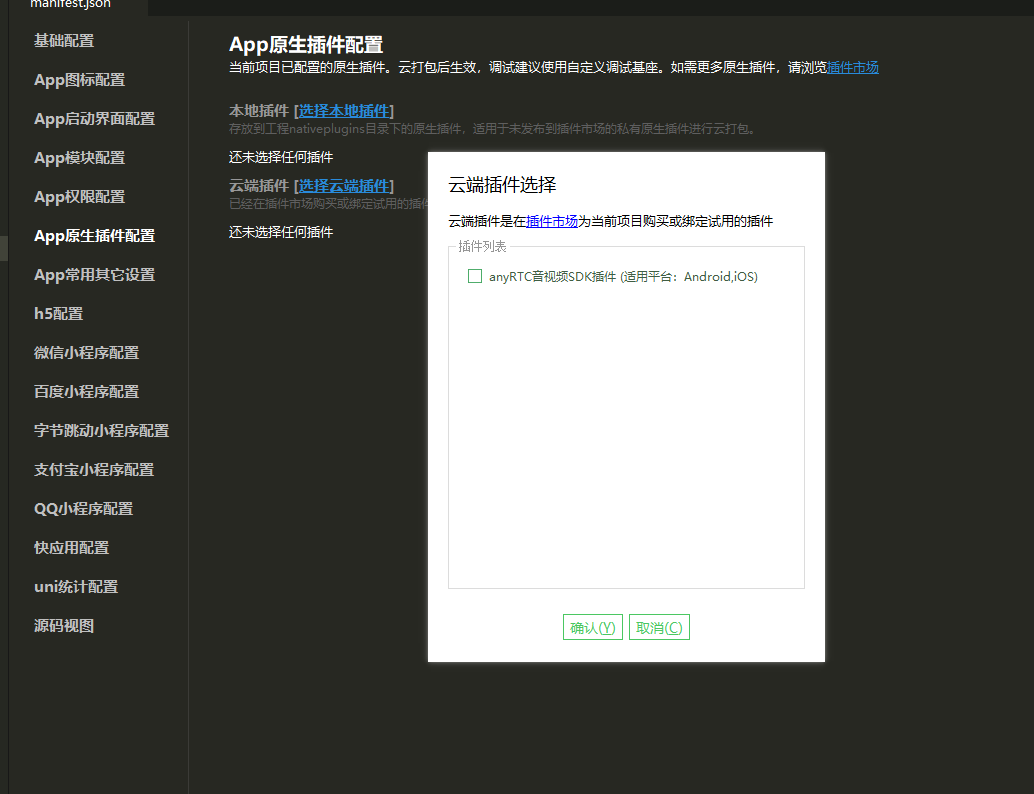 manifest.json
基础配置
App图标配置
App启动界面配置
App模块配置
App权限配置
App原生插件配置
App常用其它设置
h5配置
微信小程序配置
百度小程序配置
字节跳动小程序配置
支付宝小程序配置
QQ小程序配置
快应用配置
uni统计配置
源码视图
App原生插件配置
当前项目已配置的原生插件。云打包后生效，调试建议使用自定义调试基座。如需更多原生插件，请浏览插件市场
本地插件 [选择本地插件]
存放到工程nativeplugins目录下的原生插件，适用于未发布到插件市场的私有原生插件进行云打包。
还未选择任何插件
云端插件 [选择云端插件]
已经在插件市场购买或绑定试用的插件
还未选择任何插件
云端插件选择
云端插件是在插件市场为当前项目购买或绑定试用的插件
插件列表
anyRTC音视频SDK插件 (适用平台：Android,iOS)
确认(Y) 取消(C)